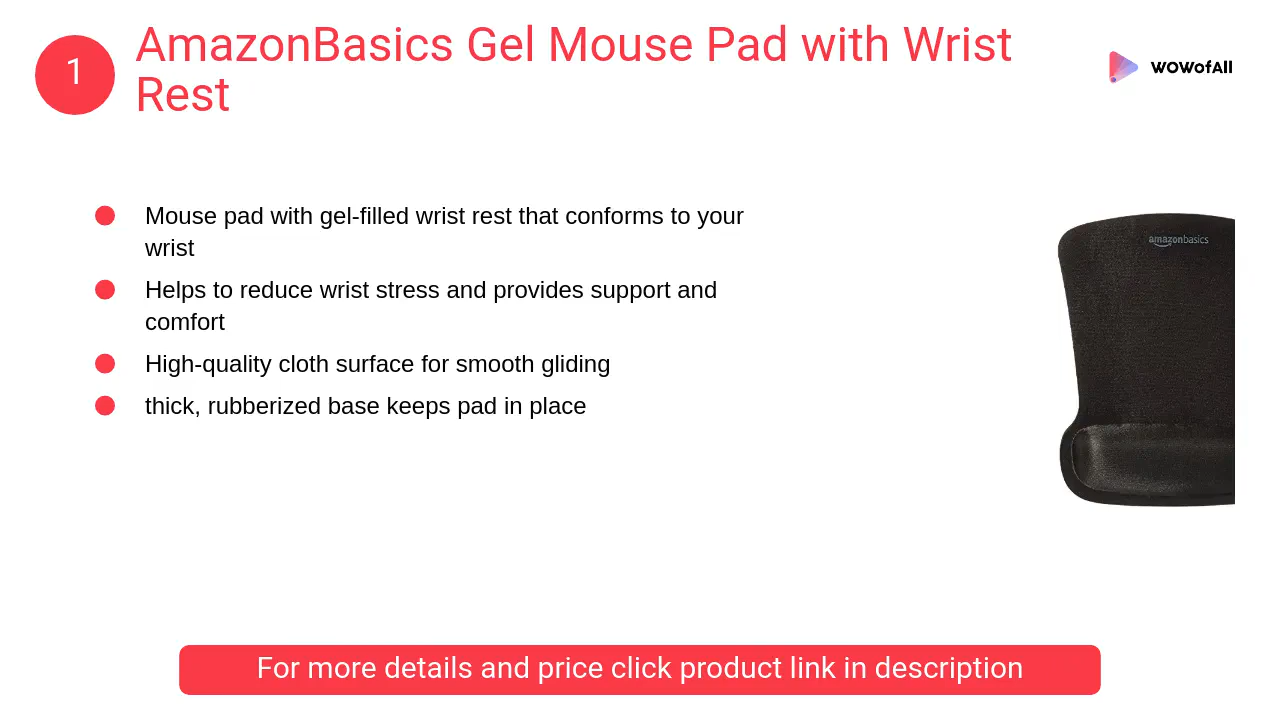 1
AmazonBasics Gel Mouse Pad with Wrist
Rest
WOWofAll
Mouse pad with gel-filled wrist rest that conforms to your
wrist
Helps to reduce wrist stress and provides support and
comfort
High-quality cloth surface for smooth gliding
thick, rubberized base keeps pad in place
amazonbasics
For more details and price click product link in description